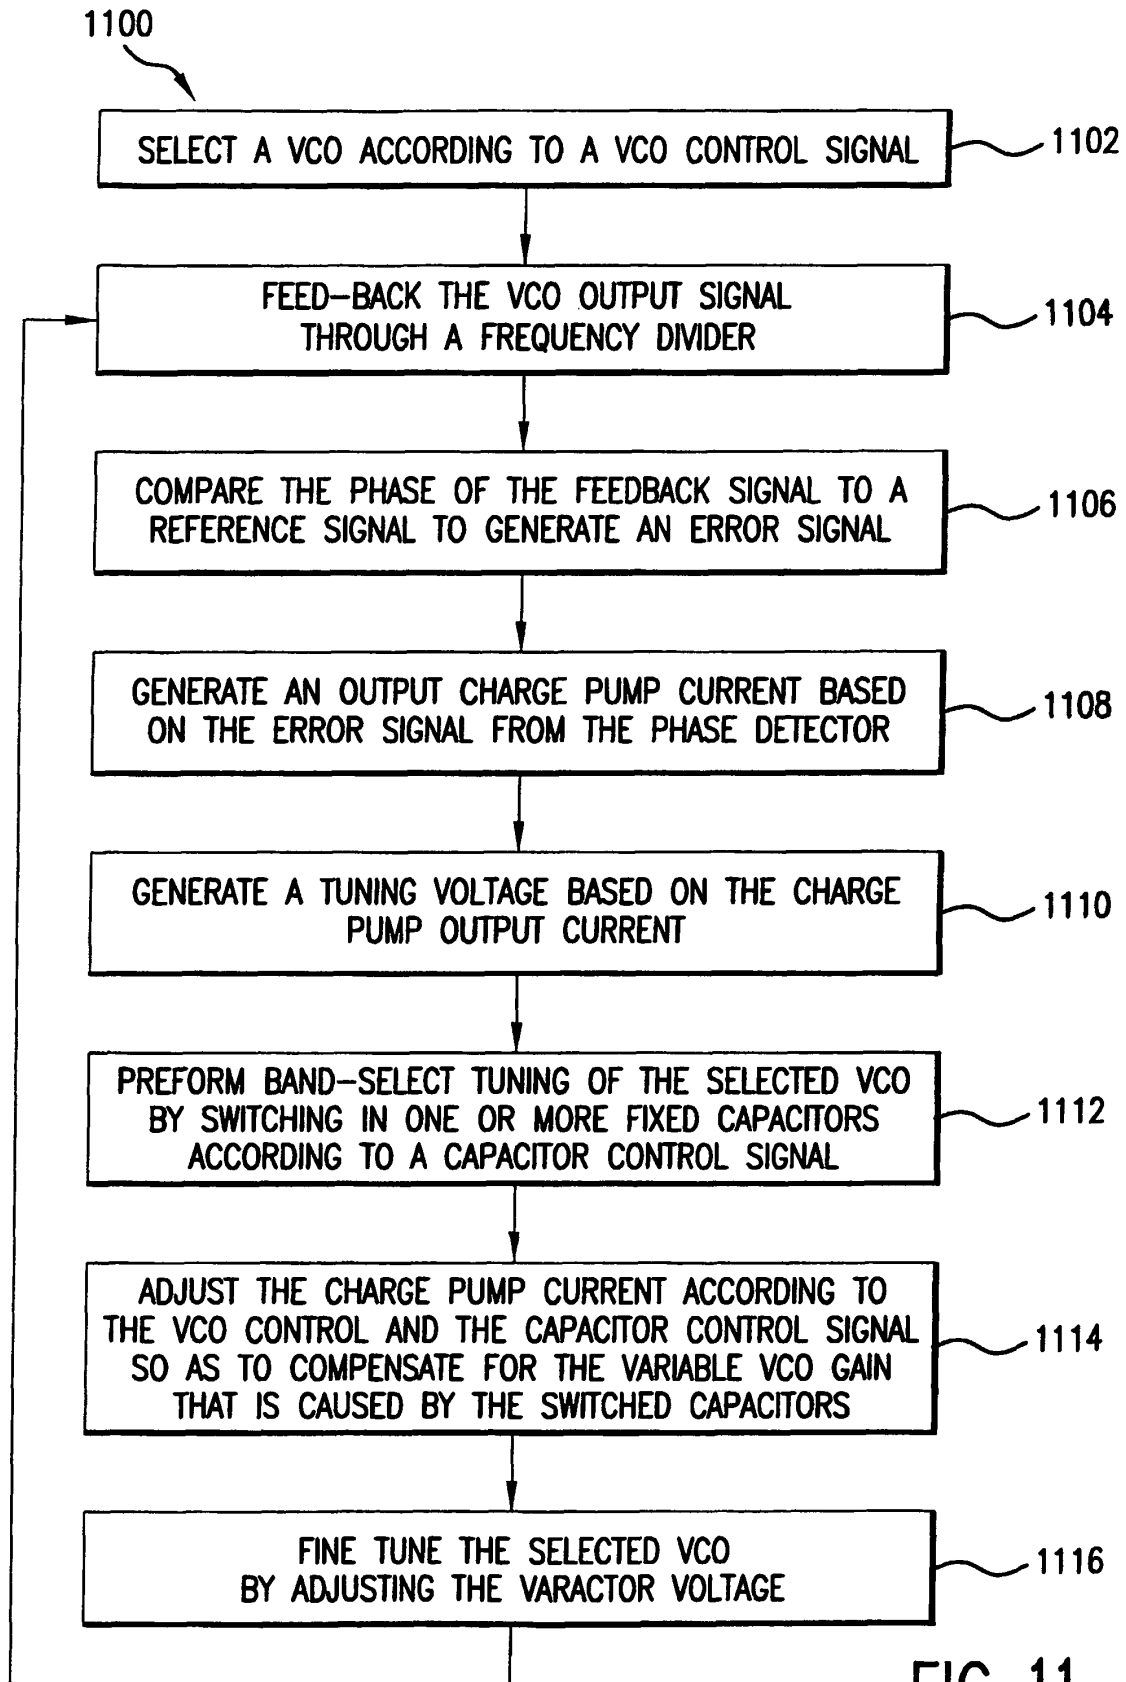 1100
SELECT A VCO ACCORDING TO A VCO CONTROL SIGNAL
1102
FEED-BACK THE VCO OUTPUT SIGNAL
THROUGH A FREQUENCY DIVIDER
1104
COMPARE THE PHASE OF THE FEEDBACK SIGNAL TO A
REFERENCE SIGNAL TO GENERATE AN ERROR SIGNAL
1106
GENERATE AN OUTPUT CHARGE PUMP CURRENT BASED
ON THE ERROR SIGNAL FROM THE PHASE DETECTOR
1108
GENERATE A TUNING VOLTAGE BASED ON THE CHARGE
PUMP OUTPUT CURRENT
1110
PREFORM BAND-SELECT TUNING OF THE SELECTED VCO
BY SWITCHING IN ONE OR MORE FIXED CAPACITORS
ACCORDING TO A CAPACITOR CONTROL SIGNAL
1112
ADJUST THE CHARGE PUMP CURRENT ACCORDING TO
THE VCO CONTROL AND THE CAPACITOR CONTROL SIGNAL
SO AS TO COMPENSATE FOR THE VARIABLE VCO GAIN
THAT IS CAUSED BY THE SWITCHED CAPACITORS
1114
FINE TUNE THE SELECTED VCO
BY ADJUSTING THE VARACTOR VOLTAGE
1116
FIG. 11